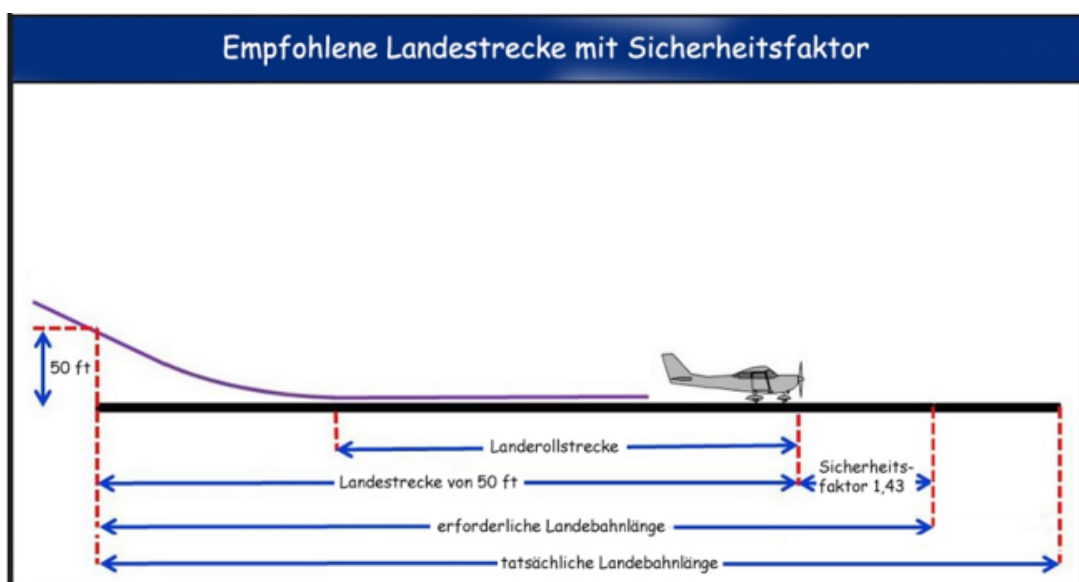 Empfohlene Landestrecke mit Sicherheitsfaktor
50 ft
Landerollstrecke
Landestrecke von 50 ft
Sicherheits-
faktor 1,43
erforderliche Landebahnlänge
tatsächliche Landebahnlänge